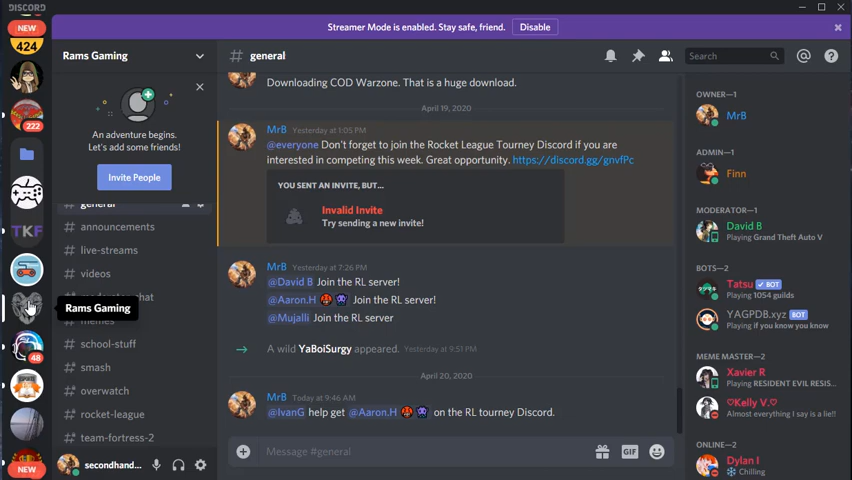 DISCORD
Streamer Mode is enabled. Stay safe, friend.
Disable
NEW
424
222
TKF
48
NEW
Rams Gaming
An adventure begins.
Let's add some friends!
Invite People
general
announcements
live-streams
videos
Rams Gaming
memes
school-stuff
smash
overwatch
rocket-league
team-fortress-2
secondhand...
# general
Search
Downloading COD Warzone. That is a huge download.
April 19, 2020
MrB Yesterday at 1:05 PM
@everyone Don't forget to join the Rocket League Tourney Discord if you are
interested in competing this week. Great opportunity. https://discord.gg/gnvfPc
YOU SENT AN INVITE, BUT...
Invalid Invite
Try sending a new invite!
MrB Yesterday at 7:26 PM
@David B Join the RL server!
@Aaron.H Join the RL server!
@Mujalli Join the RL server
A wild YaBoiSurgy appeared. Yesterday at 9:51 PM
April 20, 2020
MrB Today at 9:46 AM
@IvanG help get @Aaron.H on the RL tourney Discord.
Message #general
GIF
OWNER—1
MrB
ADMIN—1
Finn
MODERATOR—1
David B
Playing Grand Theft Auto V
BOTS—2
Tatsu BOT
Playing 1054 guilds
YAGPDB.xyz BOT
Playing if you know you know
MEME MASTER—2
Xavier R
Playing RESIDENT EVIL RESIS...
♡Kelly V.♡
Almost everything I say is a lie!!
ONLINE—2
Dylan I
Chilling